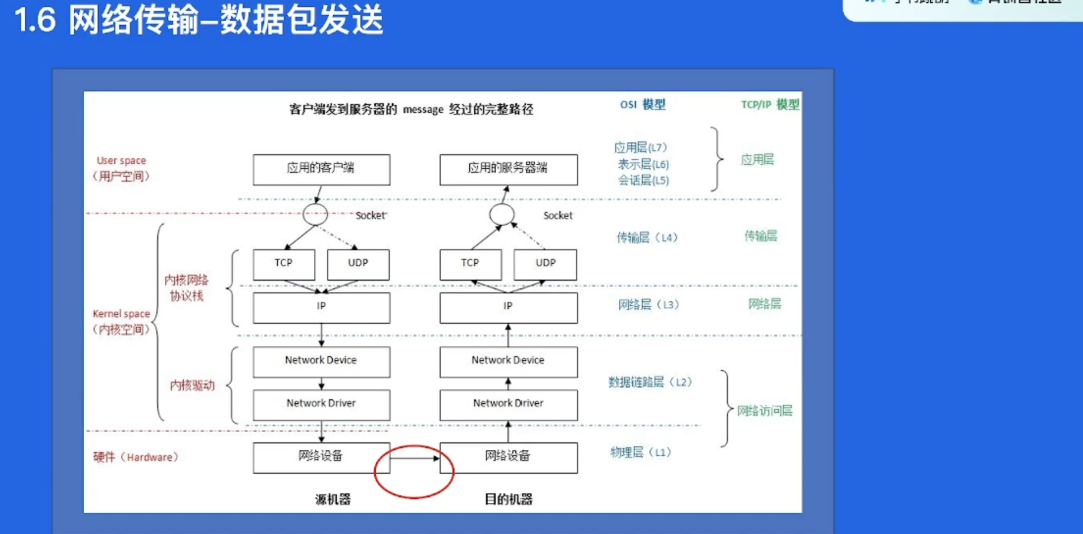 1.6 网络传输-数据包发送
客户端发到服务器的 message 经过的完整路径
OSI 模型
TCP/IP 模型
User space
（用户空间）
应用的客户端
应用的服务器端
应用层(L7)
表示层(L6)
会话层(L5)
应用层
Socket
Socket
传输层（L4）
传输层
TCP
UDP
TCP
UDP
内核网络
协议栈
IP
IP
网络层（L3）
网络层
Kernel space
（内核空间）
Network Device
Network Device
内核驱动
数据链路层（L2）
Network Driver
Network Driver
网络访问层
硬件（Hardware）
网络设备
网络设备
物理层（L1）
源机器
目的机器